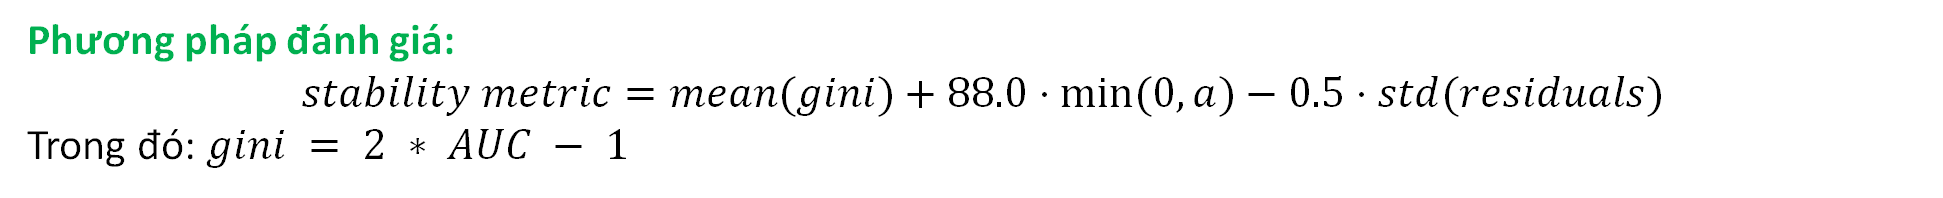 Phương pháp đánh giá:
stability metric = mean(gini) + 88.0 · min(0, a) − 0.5 · std(residuals)
Trong đó: gini = 2 * AUC − 1